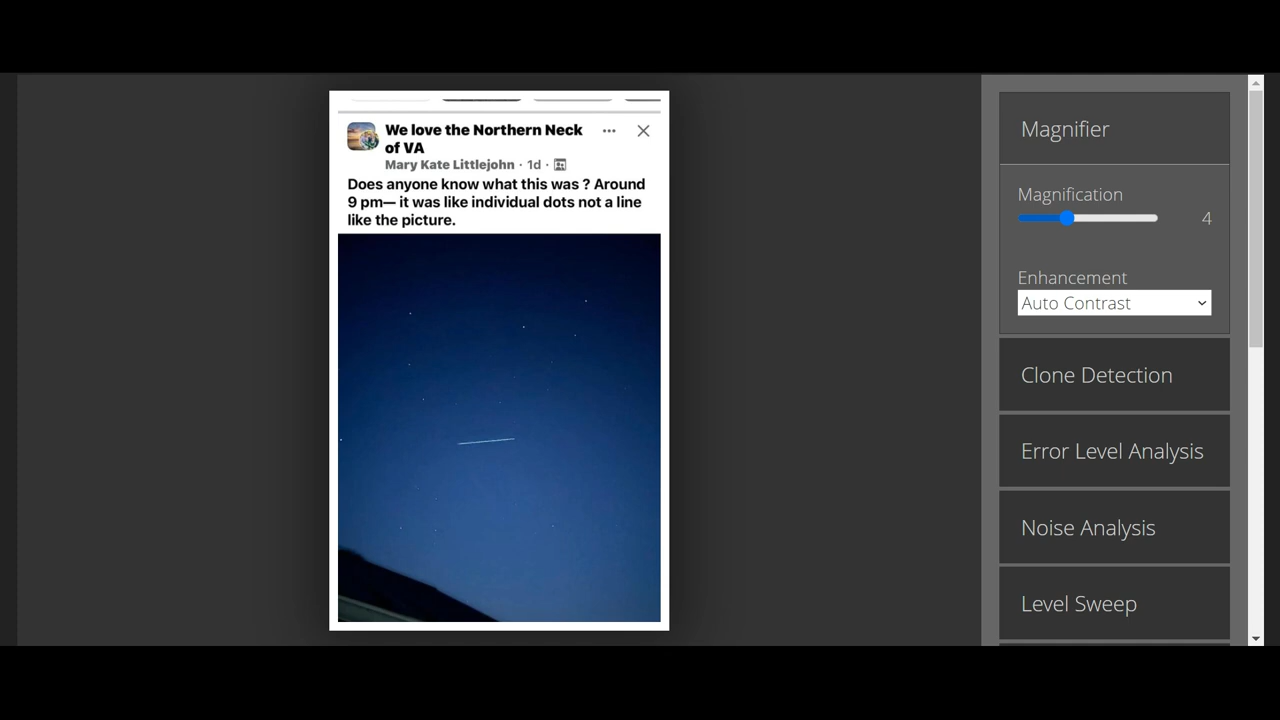 We love the Northern Neck
of VA
Mary Kate Littlejohn · 1d ·
Does anyone know what this was ? Around
9 pm— it was like individual dots not a line
like the picture.
Magnifier
Magnification
4
Enhancement
Auto Contrast
Clone Detection
Error Level Analysis
Noise Analysis
Level Sweep